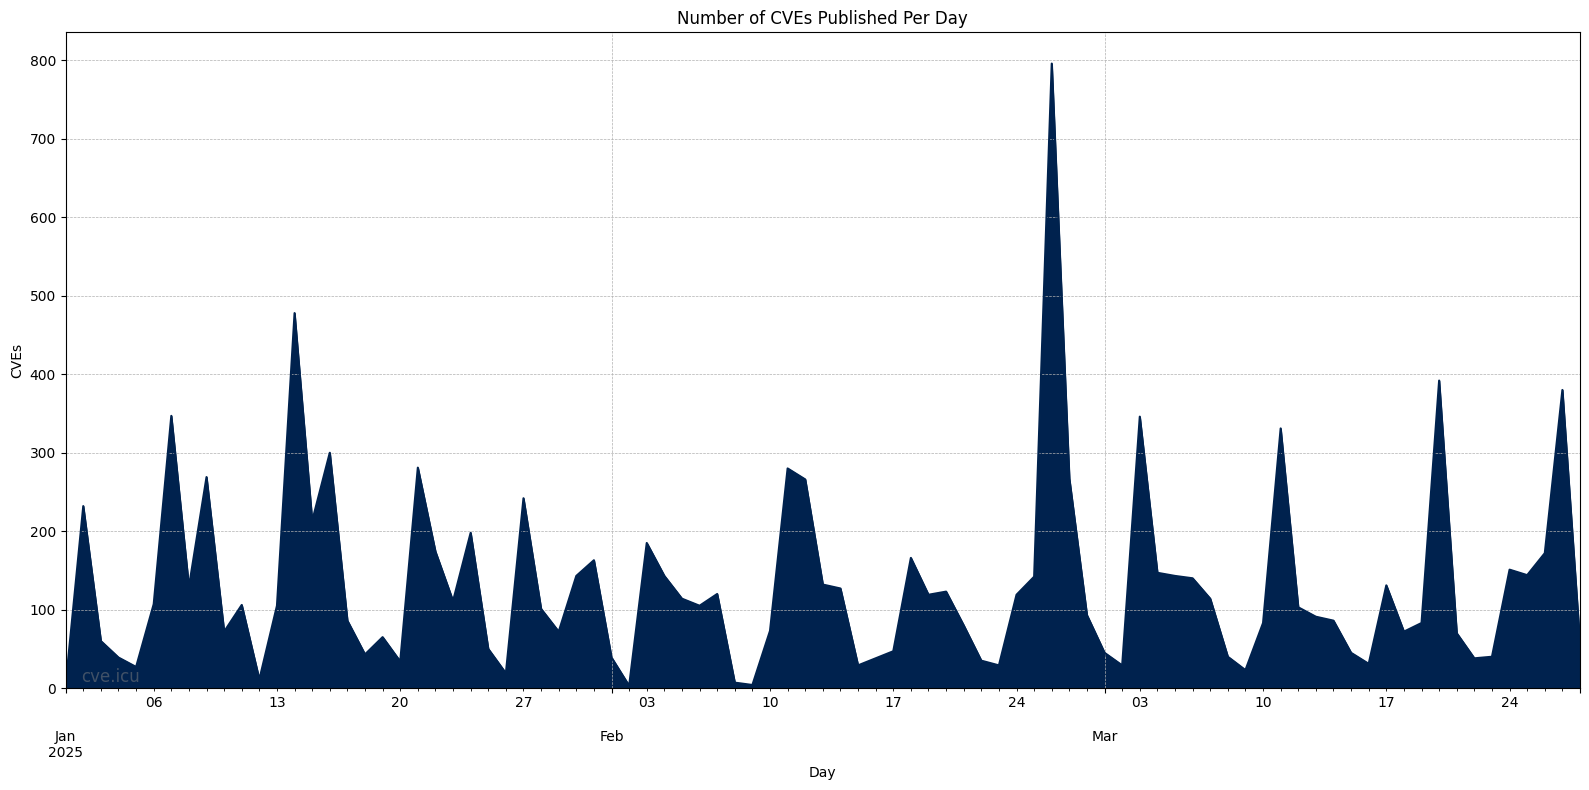 Number of CVEs Published Per Day
800
700
600
500
400
300
200
100
0
CVEs
cve.icu
06 13 20 27 03 10 17 24 03 10 17 24
Jan Feb Mar
2025
Day